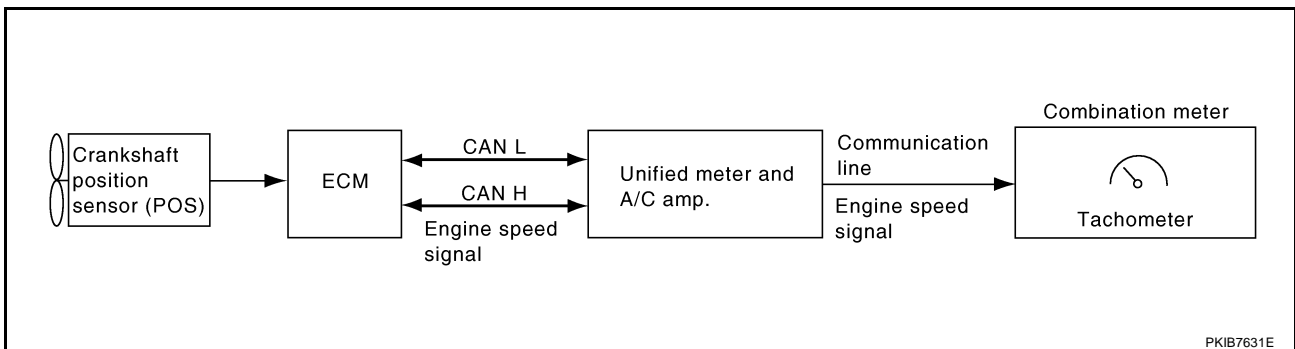 Crankshaft
position
sensor (POS)
ECM
CAN L
CAN H
Engine speed
signal
Unified meter and
A/C amp.
Communication
line
Engine speed
signal
Combination meter
Tachometer
PKIB7631E